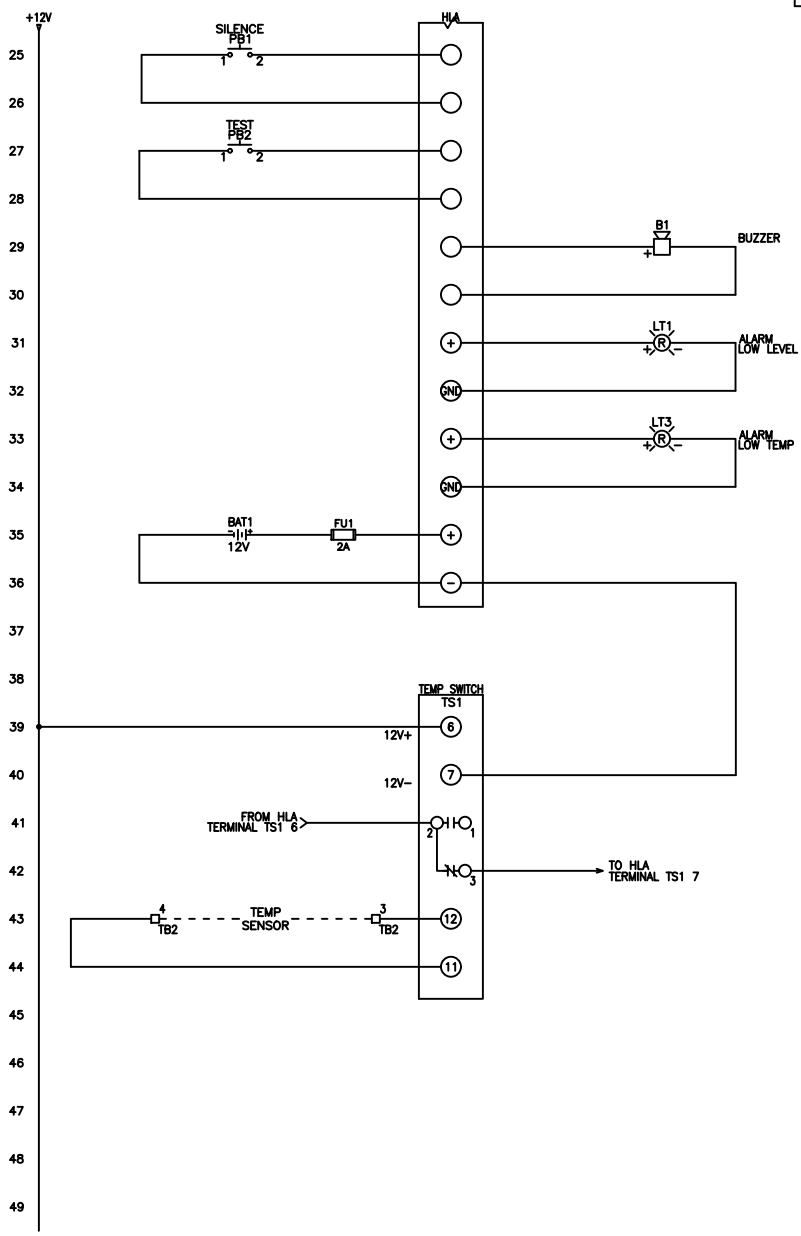 +12V
HLA
SILENCE
PB1
25
1 2
26
TEST
PB2
27
1 2
28
B1
BUZZER
29
+
30
LT1
31
+
+ R -
ALARM
LOW LEVEL
32
GND
LT3
33
+
+ R -
ALARM
LOW TEMP
34
GND
BAT1
FU1
35
- +
+
12V
2A
36
-
37
38
TEMP SWITCH
TS1
39
12V+
6
40
12V-
7
41
FROM HLA
TERMINAL TS1 6
2
1
42
3
TO HLA
TERMINAL TS1 7
43
4
TB2
TEMP
SENSOR
3
TB2
12
44
11
45
46
47
48
49